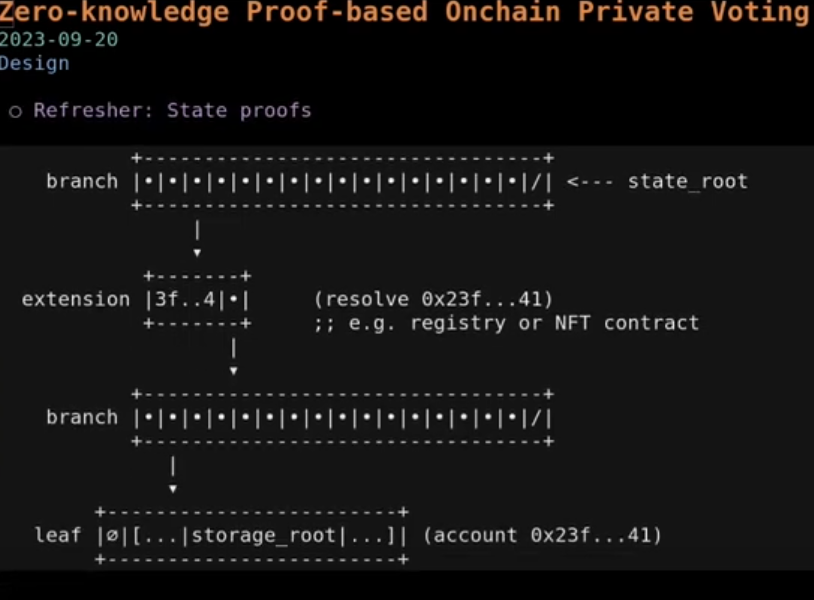 Zero-knowledge Proof-based Onchain Private Voting
2023-09-20
Design
○ Refresher: State proofs
+---------------------------------+
branch |•|•|•|•|•|•|•|•|•|•|•|•|•|•|•|•|/| <--- state_root
+---------------------------------+
|
▾
+-------+
extension |3f..4|•| (resolve 0x23f...41)
+-------+ ;; e.g. registry or NFT contract
|
▾
+---------------------------------+
branch |•|•|•|•|•|•|•|•|•|•|•|•|•|•|•|•|/|
+---------------------------------+
|
▾
+------------------------+
leaf |∅|[...|storage_root|...]| (account 0x23f...41)
+------------------------+